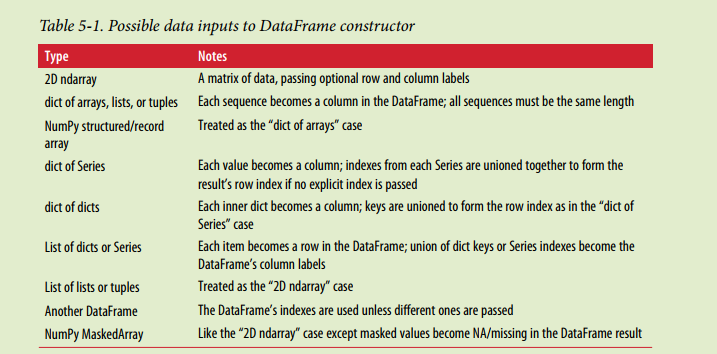 Table 5-1. Possible data inputs to DataFrame constructor
Type Notes
2D ndarray A matrix of data, passing optional row and column labels
dict of arrays, lists, or tuples Each sequence becomes a column in the DataFrame; all sequences must be the same length
NumPy structured/record Treated as the “dict of arrays” case
array
dict of Series Each value becomes a column; indexes from each Series are unioned together to form the
result’s row index if no explicit index is passed
dict of dicts Each inner dict becomes a column; keys are unioned to form the row index as in the “dict of
Series” case
List of dicts or Series Each item becomes a row in the DataFrame; union of dict keys or Series indexes become the
DataFrame’s column labels
List of lists or tuples Treated as the “2D ndarray” case
Another DataFrame The DataFrame’s indexes are used unless different ones are passed
NumPy MaskedArray Like the “2D ndarray” case except masked values become NA/missing in the DataFrame result